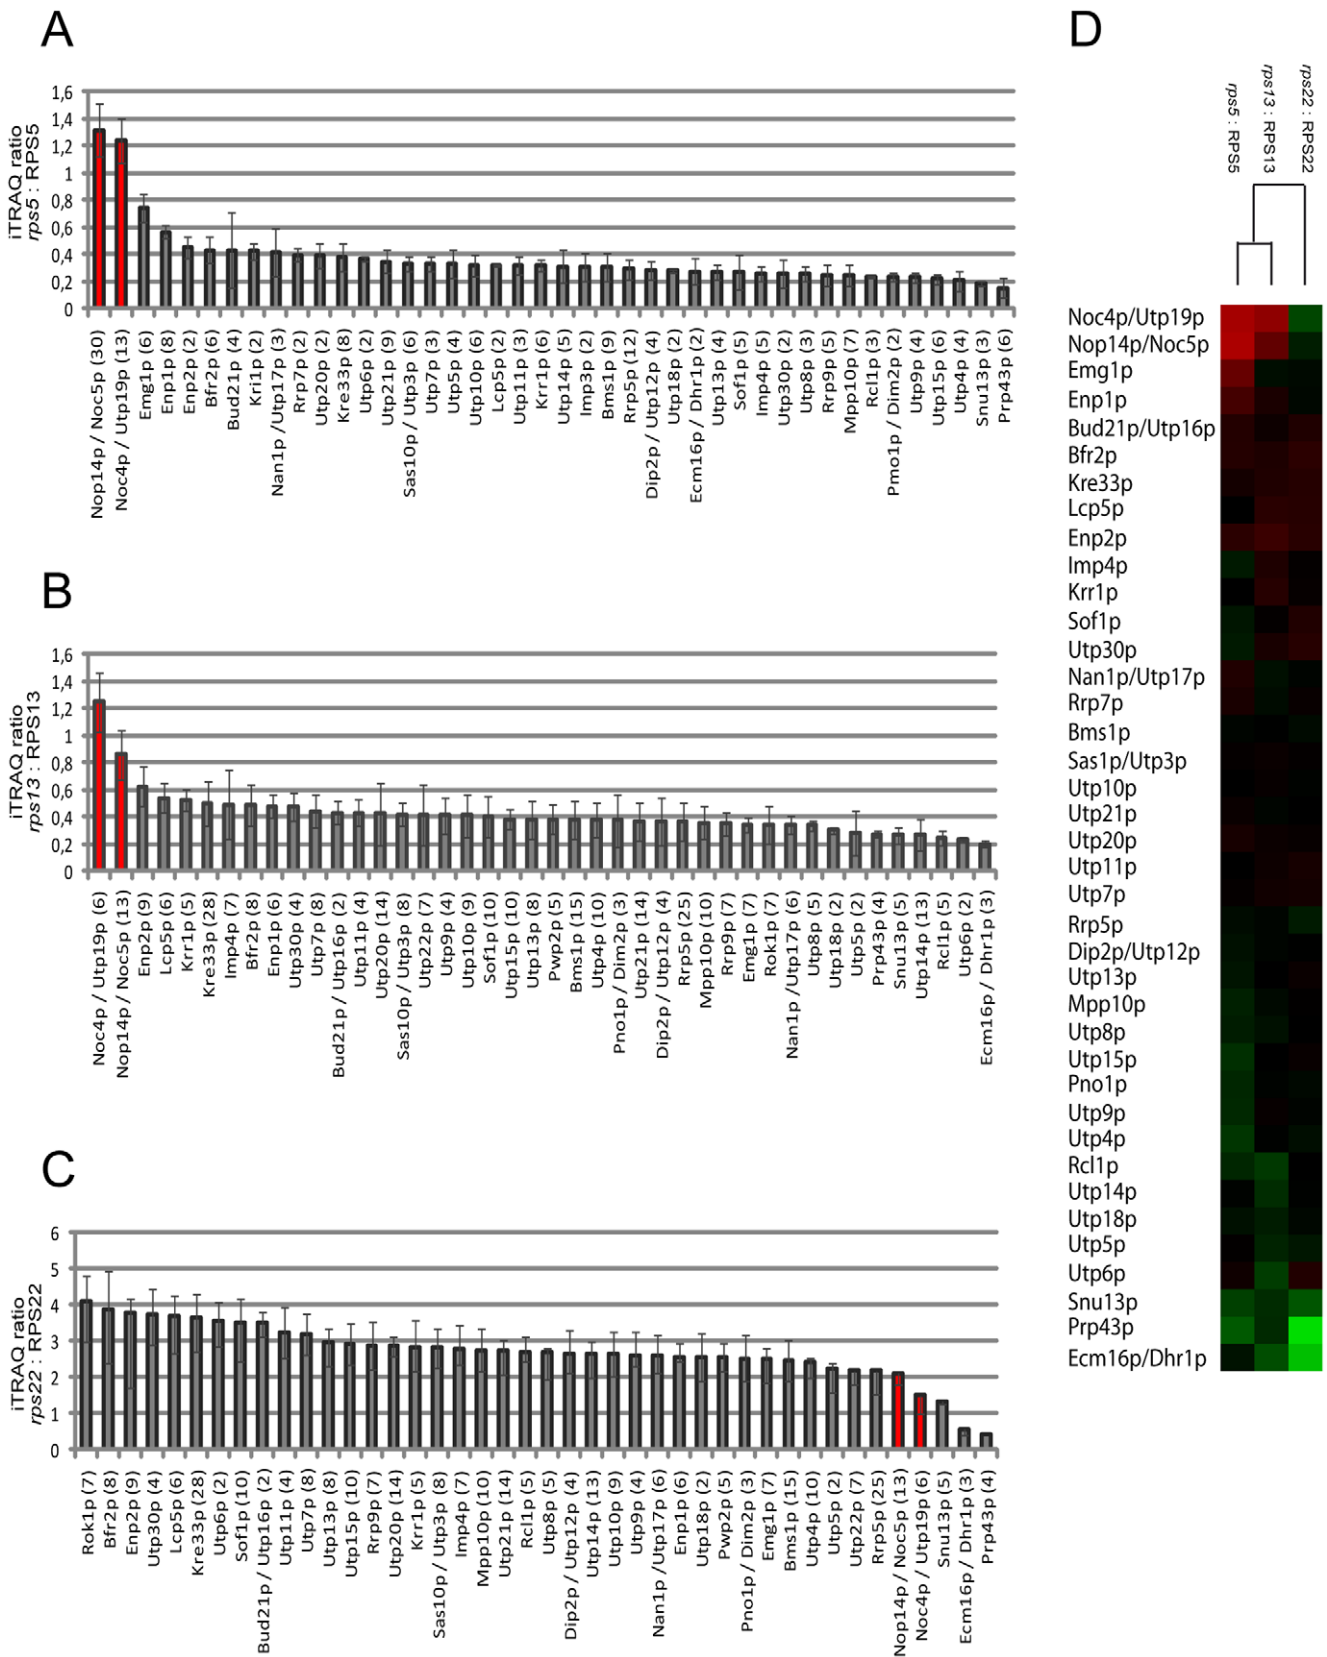 A
iTRAQ ratio
rps5 : RPS5
1,6
1,4
1,2
1
0,8
0,6
0,4
0,2
0
Nop14p / Noc5p (30)
Noc4p / Utp19p (13)
Emg1p (6)
Enp1p (8)
Enp2p (2)
Bfr2p (6)
Bud21p (4)
Kri1p (2)
Nan1p /Utp17p (3)
Rrp7p (2)
Utp20p (2)
Kre33p (8)
Utp6p (2)
Utp21p (9)
Sas10p / Utp3p (6)
Utp7p (3)
Utp5p (4)
Utp10p (6)
Lcp5p (2)
Utp11p (3)
Krr1p (6)
Utp14p (5)
Imp3p (2)
Bms1p (9)
Rrp5p (12)
Dip2p / Utp12p (4)
Utp18p (2)
Ecm16p / Dhr1p (2)
Utp13p (4)
Sof1p (5)
Imp4p (5)
Utp30p (2)
Utp8p (3)
Rrp9p (5)
Mpp10p (7)
Rcl1p (3)
Pmo1p / Dim2p (2)
Utp9p (4)
Utp15p (6)
Utp4p (4)
Snu13p (3)
Prp43p (6)
B
iTRAQ ratio
rps13 : RPS13
1,6
1,4
1,2
1
0,8
0,6
0,4
0,2
0
Noc4p / Utp19p (6)
Nop14p / Noc5p (13)
Enp2p (9)
Lcp5p (6)
Krr1p (5)
Kre33p (28)
Imp4p (7)
Bfr2p (8)
Enp1p (6)
Utp30p (4)
Utp7p (8)
Bud21p / Utp16p (2)
Utp11p (4)
Utp20p (14)
Sas10p / Utp3p (8)
Utp22p (7)
Utp9p (4)
Utp10p (9)
Sof1p (10)
Utp15p (10)
Utp13p (8)
Pwp2p (5)
Bms1p (15)
Utp4p (10)
Pno1p / Dim2p (3)
Utp21p (14)
Dip2p / Utp12p (4)
Rrp5p (25)
Mpp10p (10)
Rrp9p (7)
Emg1p (7)
Rok1p (7)
Nan1p /Utp17p (6)
Utp8p (5)
Utp18p (2)
Utp5p (2)
Prp43p (4)
Snu13p (5)
Utp14p (13)
Rcl1p (5)
Utp6p (2)
Ecm16p / Dhr1p (3)
C
iTRAQ ratio
rps22 : RPS22
6
5
4
3
2
1
0
Rok1p (7)
Bfr2p (8)
Enp2p (9)
Utp30p (4)
Lcp5p (6)
Kre33p (28)
Utp6p (2)
Sof1p (10)
Bud21p / Utp16p (2)
Utp11p (4)
Utp7p (8)
Utp13p (8)
Utp15p (10)
Rrp9p (7)
Utp20p (14)
Krr1p (5)
Sas10p / Utp3p (8)
Imp4p (7)
Mpp10p (10)
Utp21p (14)
Rcl1p (5)
Utp8p (5)
Dip2p / Utp12p (4)
Utp14p (13)
Utp10p (9)
Utp9p (4)
Nan1p /Utp17p (6)
Enp1p (6)
Utp18p (2)
Pwp2p (5)
Pno1p / Dim2p (3)
Emg1p (7)
Bms1p (15)
Utp4p (10)
Utp5p (2)
Utp22p (7)
Rrp5p (25)
Nop14p / Noc5p (13)
Noc4p / Utp19p (6)
Snu13p (5)
Ecm16p / Dhr1p (3)
Prp43p (4)
D
rps5 : RPS5
rps13 : RPS13
rps22 : RPS22
Noc4p/Utp19p
Nop14p/Noc5p
Emg1p
Enp1p
Bud21p/Utp16p
Bfr2p
Kre33p
Lcp5p
Enp2p
Imp4p
Krr1p
Sof1p
Utp30p
Nan1p/Utp17p
Rrp7p
Bms1p
Sas1p/Utp3p
Utp10p
Utp21p
Utp20p
Utp11p
Utp7p
Rrp5p
Dip2p/Utp12p
Utp13p
Mpp10p
Utp8p
Utp15p
Pno1p
Utp9p
Utp4p
Rcl1p
Utp14p
Utp18p
Utp5p
Utp6p
Snu13p
Prp43p
Ecm16p/Dhr1p